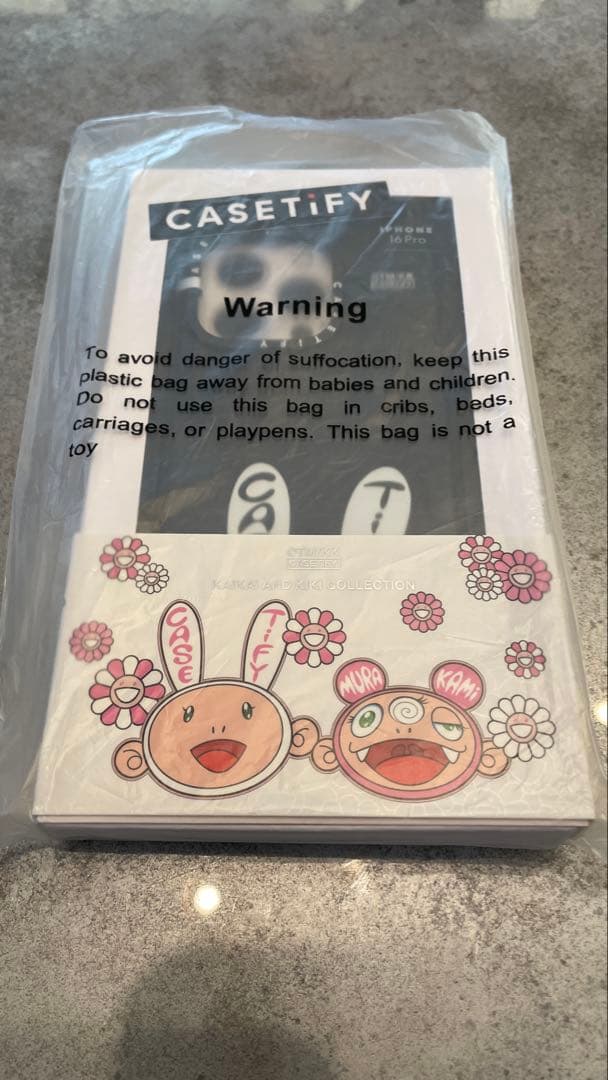 CASETiFY
IPHONE
16 Pro
Warning
To avoid danger of suffocation, keep this
plastic bag away from babies and children.
Do not use this bag in cribs, beds,
carriages, or playpens. This bag is not a
toy
CA
Ti
KAIKAI AND KIKI COLLECTION
CASE
TiFY
MURA
KAMi